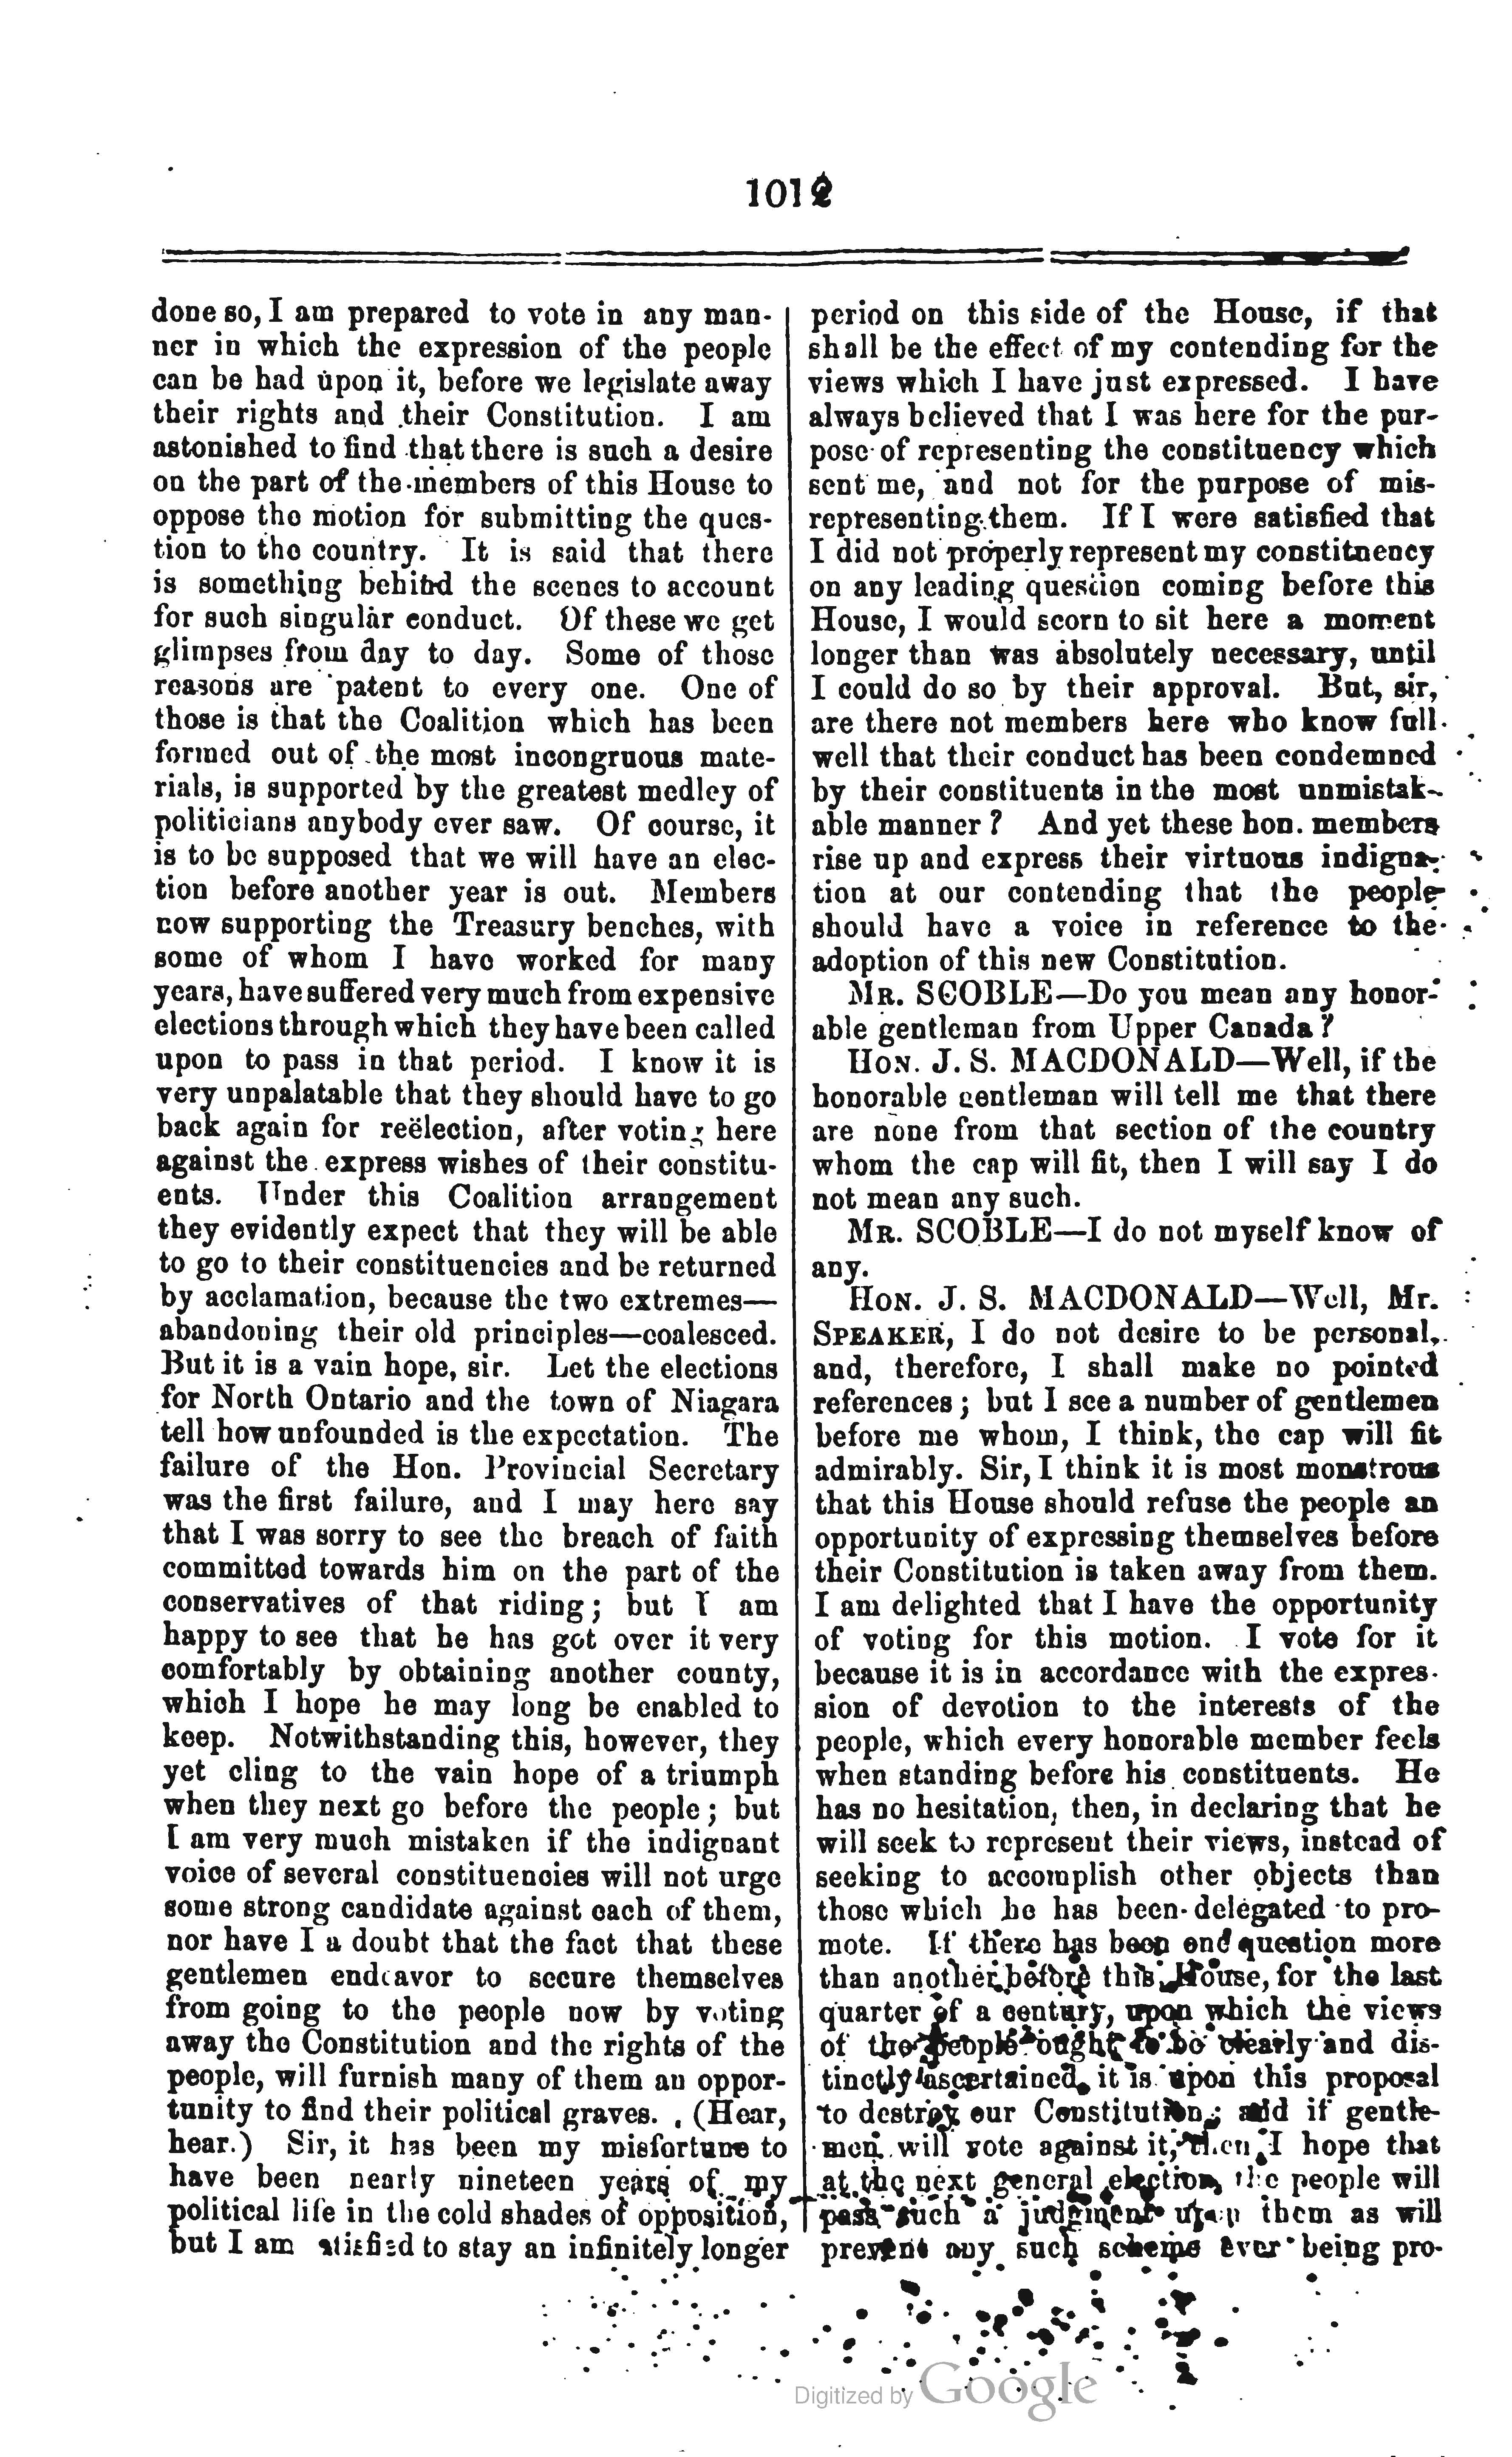 1012
done so, I am prepared to vote in any man-
ner in which the expression of the people
can be had upon it, before we legislate away
their rights and their Constitution. I am
astonished to find that there is such a desire
on the part of the members of this House to
oppose the motion for submitting the ques-
tion to the country. It is said that there
is something behind the scenes to account
for such singular conduct. Of these we get
glimpses from day to day. Some of those
reasons are patent to every one. One of
those is that the Coalition which has been
formed out of the most incongruous mate-
rials, is supported by the greatest medley of
politicians anybody ever saw. Of course, it
is to be supposed that we will have an elec-
tion before another year is out. Members
now supporting the Treasury benches, with
some of whom I have worked for many
years, have suffered very much from expensive
elections through which they have been called
upon to pass in that period. I know it is
very unpalatable that they should have to go
back again for reëlection, after voting here
against the express wishes of their constitu-
ents. Under this Coalition arrangement
they evidently expect that they will be able
to go to their constituencies and be returned
by acclamation, because the two extremes—
abandoning their old principles—coalesced.
But it is a vain hope, sir. Let the elections
for North Ontario and the town of Niagara
tell how unfounded is the expectation. The
failure of the Hon. Provincial Secretary
was the first failure, and I may here say
that I was sorry to see the breach of faith
committed towards him on the part of the
conservatives of that riding; but I am
happy to see that he has got over it very
comfortably by obtaining another county,
which I hope he may long be enabled to
keep. Notwithstanding this, however, they
yet cling to the vain hope of a triumph
when they next go before the people; but
I am very much mistaken if the indignant
voice of several constituencies will not urge
some strong candidate against each of them,
nor have I a doubt that the fact that these
gentlemen endeavor to secure themselves
from going to the people now by voting
away the Constitution and the rights of the
people, will furnish many of them an oppor-
tunity to find their political graves. (Hear,
hear.) Sir, it has been my misfortune to
have been nearly nineteen years of my
political life in the cold shades of opposition,
but I am satisfied to stay an infinitely longer
period on this side of the House, if that
shall be the effect of my contending for the
views which I have just expressed. I have
always believed that I was here for the pur-
pose of representing the constituency which
sent me, and not for the purpose of mis-
representing them. If I were satisfied that
I did not properly represent my constituency
on any leading question coming before this
House, I would scorn to sit here a moment
longer than was absolutely necessary, until
I could do so by their approval. But, sir,
are there not members here who know full
well that their conduct has been condemned
by their constituents in the most unmistak-
able manner? And yet these hon. members
rise up and express their virtuous indigna-
tion at our contending that the people
should have a voice in reference to the
adoption of this new Constitution.
MR. SCOBLE—Do you mean any honor-
able gentleman from Upper Canada?
HON. J. S. MACDONALD—Well, if the
honorable gentleman will tell me that there
are none from that section of the country
whom the cap will fit, then I will say I do
not mean any such.
MR. SCOBLE—I do not myself know of
any.
HON. J. S. MACDONALD—Well, Mr.
SPEAKER, I do not desire to be personal,
and, therefore, I shall make no pointed
references; but I see a number of gentlemen
before me whom, I think, the cap will fit
admirably. Sir, I think it is most monstrous
that this House should refuse the people an
opportunity of expressing themselves before
their Constitution is taken away from them.
I am delighted that I have the opportunity
of voting for this motion. I vote for it
because it is in accordance with the expres-
sion of devotion to the interests of the
people, which every honorable member feels
when standing before his constituents. He
has no hesitation, then, in declaring that he
will seek to represent their views, instead of
seeking to accomplish other objects than
those which he has been delegated to pro-
mote. If there has been one question more
than another before this House, for the last
quarter of a century, upon which the views
of the people ought to be clearly and dis-
tinctly ascertained, it is upon this proposal
to destroy our Constitution; and if gentle-
men will vote against it, then I hope that
at the next general election the people will
pass such a judgment upon them as will
prevent any such scheme ever being pro-
Digitized by Google